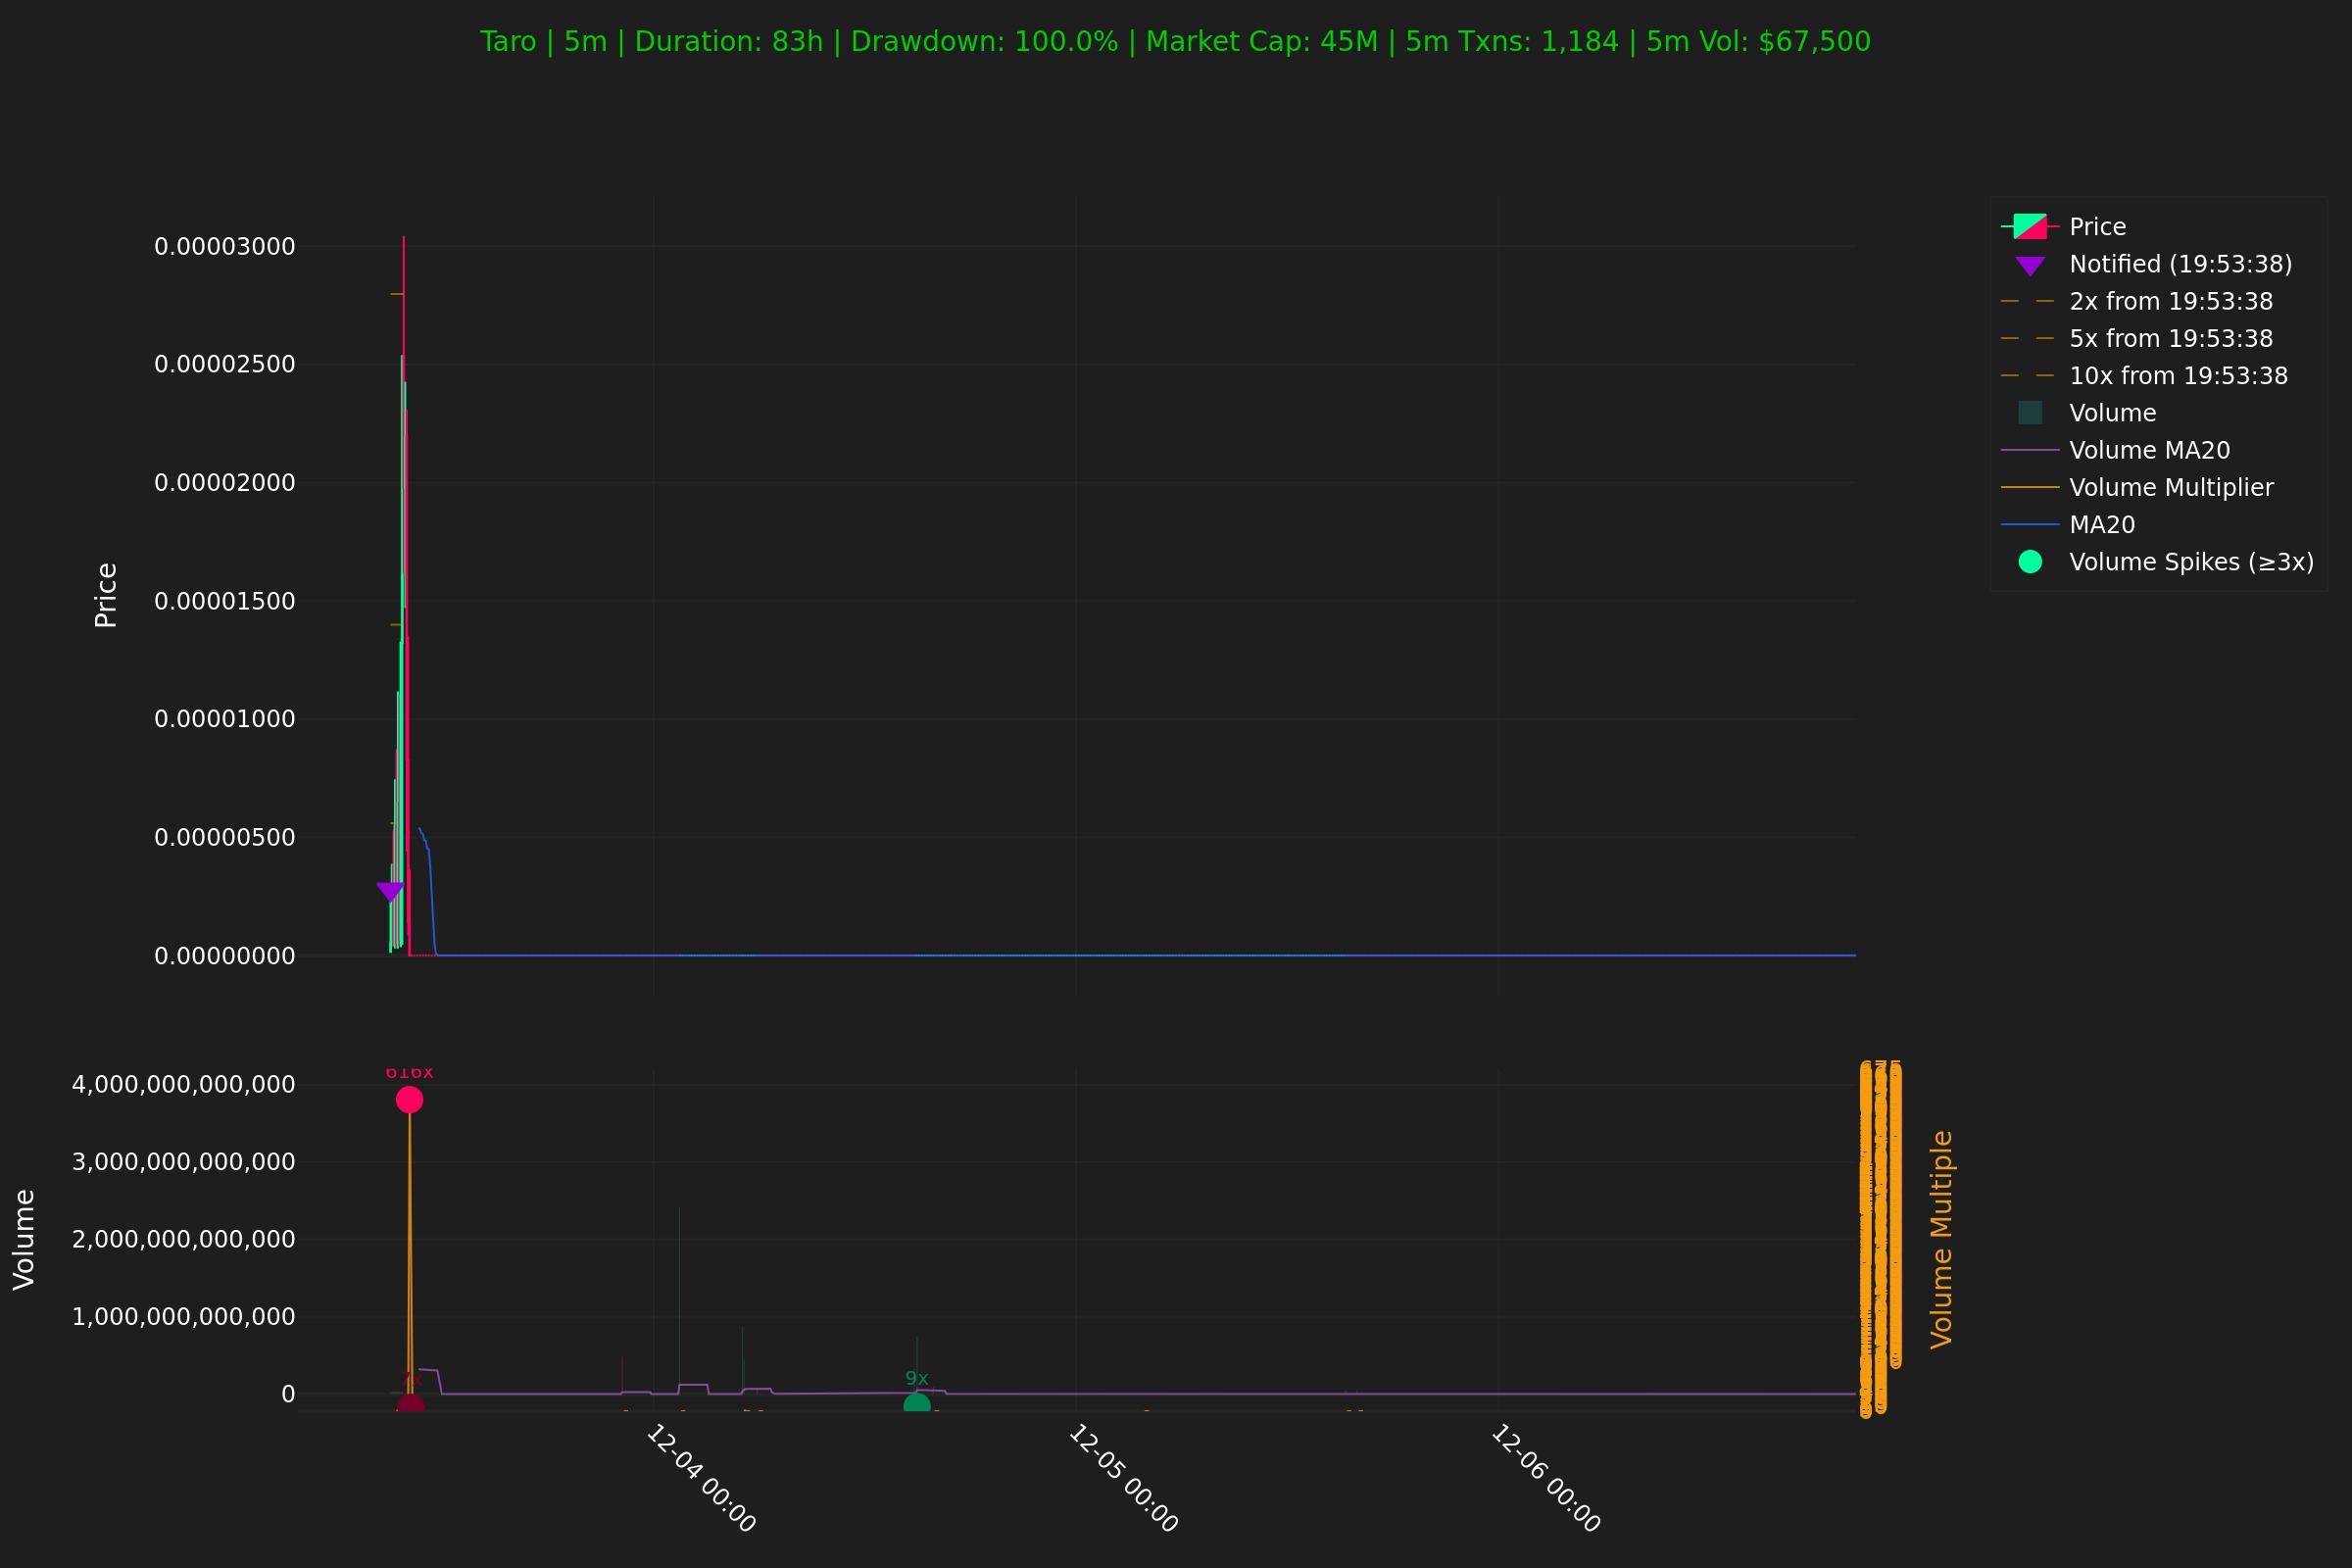 Taro | 5m | Duration: 83h | Drawdown: 100.0% | Market Cap: 45M | 5m Txns: 1,184 | 5m Vol: $67,500
Price
0.00003000
0.00002500
0.00002000
0.00001500
0.00001000
0.00000500
0.00000000
Price
Notified (19:53:38)
2x from 19:53:38
5x from 19:53:38
10x from 19:53:38
Volume
Volume MA20
Volume Multiplier
MA20
Volume Spikes (≥3x)
Volume
4,000,000,000,000
3,000,000,000,000
2,000,000,000,000
1,000,000,000,000
0
616x
9x
Volume Multiple
12-04 00:00
12-05 00:00
12-06 00:00